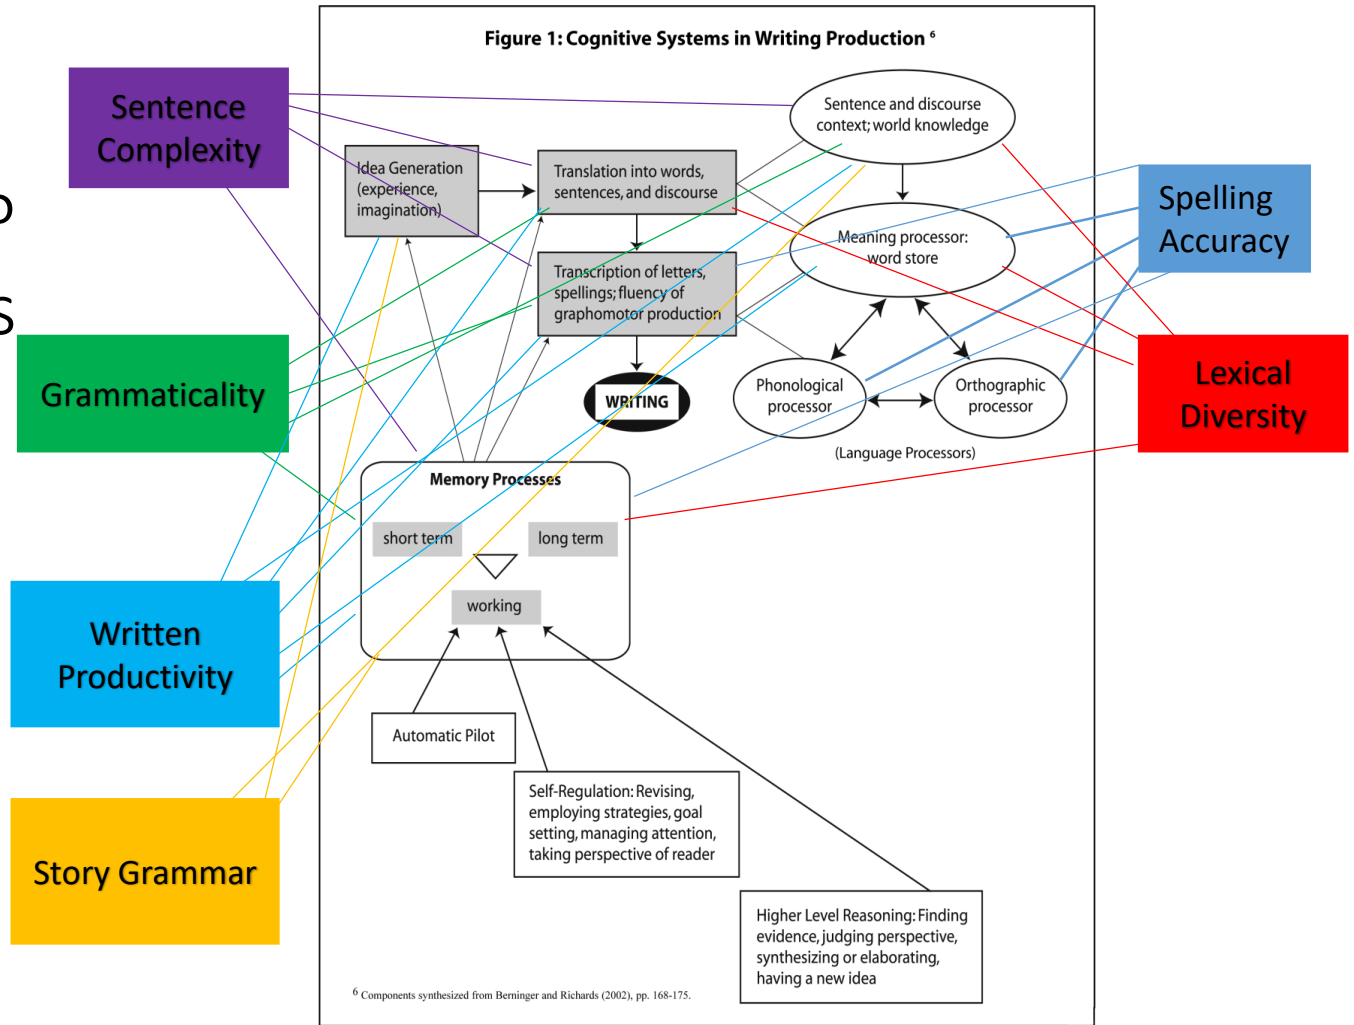 Figure 1: Cognitive Systems in Writing Production 6
Sentence
Complexity
Sentence and discourse
context; world knowledge
Idea Generation
(experience,
imagination)
Translation into words,
sentences, and discourse
Spelling
Accuracy
Meaning processor:
word store
Transcription of letters,
spellings; fluency of
graphomotor production
Grammaticality
Phonological
processor
Orthographic
processor
WRITING
Lexical
Diversity
(Language Processors)
Memory Processes
short term
long term
working
Written
Productivity
Automatic Pilot
Self-Regulation: Revising,
employing strategies, goal
setting, managing attention,
taking perspective of reader
Story Grammar
Higher Level Reasoning: Finding
evidence, judging perspective,
synthesizing or elaborating,
having a new idea
6 Components synthesized from Berninger and Richards (2002), pp. 168-175.